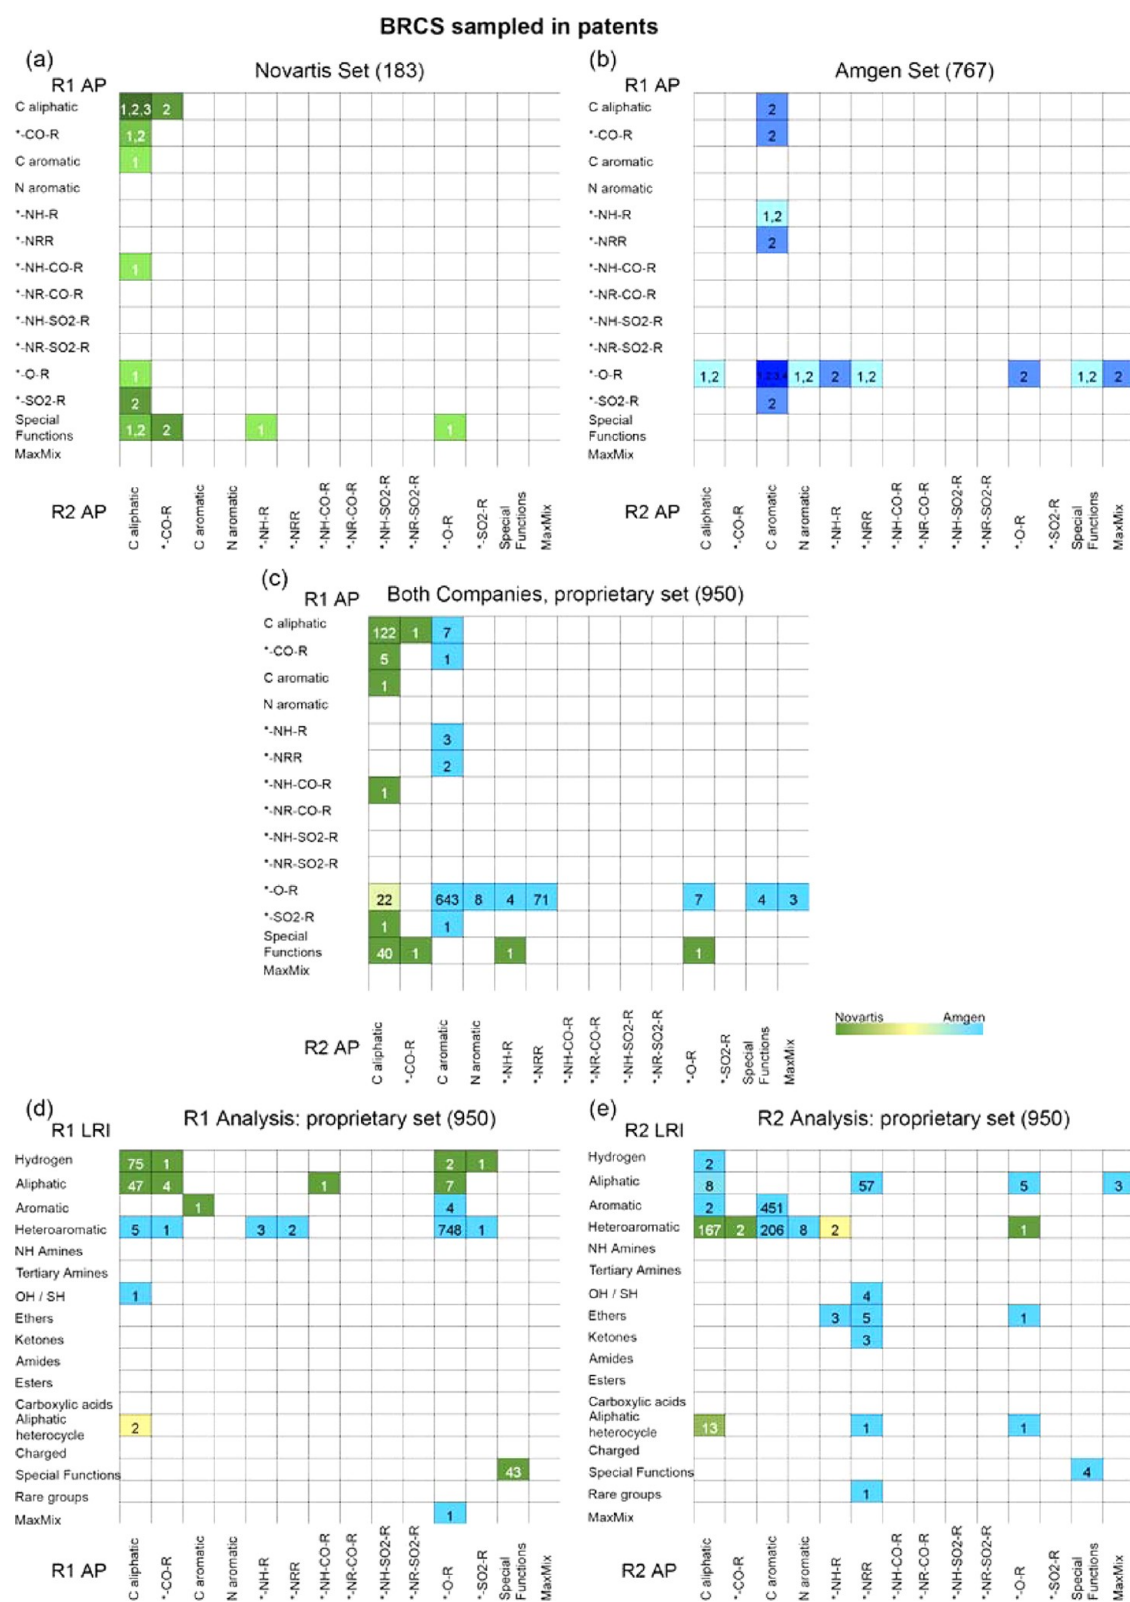 BRCS sampled in patents
(a)
Novartis Set (183)
R1 AP
C aliphatic 1,2,3 2
*-CO-R 1,2
C aromatic 1
N aromatic
*-NH-R
*-NRR
*-NH-CO-R 1
*-NR-CO-R
*-NH-SO2-R
*-NR-SO2-R
*-O-R 1
*-SO2-R 2
Special
Functions 1,2 2 1 1
MaxMix
R2 AP
C aliphatic
*-CO-R
C aromatic
N aromatic
*-NH-R
*-NRR
*-NH-CO-R
*-NR-CO-R
*-NH-SO2-R
*-NR-SO2-R
*-O-R
*-SO2-R
Special
Functions
MaxMix
(b)
Amgen Set (767)
R1 AP
C aliphatic 2
*-CO-R 2
C aromatic
N aromatic
*-NH-R 1,2
*-NRR 2
*-NH-CO-R
*-NR-CO-R
*-NH-SO2-R
*-NR-SO2-R
*-O-R 1,2 1,2,3,4 1,2 2 1,2 2 1,2 2
*-SO2-R 2
Special
Functions
MaxMix
R2 AP
C aliphatic
*-CO-R
C aromatic
N aromatic
*-NH-R
*-NRR
*-NH-CO-R
*-NR-CO-R
*-NH-SO2-R
*-NR-SO2-R
*-O-R
*-SO2-R
Special
Functions
MaxMix
(c)
Both Companies, proprietary set (950)
R1 AP
C aliphatic 122 1 7
*-CO-R 5 1
C aromatic 1
N aromatic
*-NH-R 3
*-NRR 2
*-NH-CO-R 1
*-NR-CO-R
*-NH-SO2-R
*-NR-SO2-R
*-O-R 22 643 8 4 71 7 4 3
*-SO2-R 1 1
Special
Functions 40 1 1 1
MaxMix
R2 AP
C aliphatic
*-CO-R
C aromatic
N aromatic
*-NH-R
*-NRR
*-NH-CO-R
*-NR-CO-R
*-NH-SO2-R
*-NR-SO2-R
*-O-R
*-SO2-R
Special
Functions
MaxMix
Novartis Amgen
(d)
R1 Analysis: proprietary set (950)
R1 LRI
Hydrogen 75 1 2 1
Aliphatic 47 4 1 7
Aromatic 1 4
Heteroaromatic 5 1 3 2 748 1
NH Amines
Tertiary Amines
OH / SH 1
Ethers
Ketones
Amides
Esters
Carboxylic acids
Aliphatic
heterocycle 2
Charged
Special Functions 43
Rare groups
MaxMix 1
R1 AP
C aliphatic
*-CO-R
C aromatic
N aromatic
*-NH-R
*-NRR
*-NH-CO-R
*-NR-CO-R
*-NH-SO2-R
*-NR-SO2-R
*-O-R
*-SO2-R
Special
Functions
MaxMix
(e)
R2 Analysis: proprietary set (950)
R2 LRI
Hydrogen 2
Aliphatic 8 57 5 3
Aromatic 2 451
Heteroaromatic 167 2 206 8 2 1
NH Amines
Tertiary Amines
OH / SH 4
Ethers 3 5 1
Ketones 3
Amides
Esters
Carboxylic acids
Aliphatic
heterocycle 13 1 1
Charged
Special Functions 4
Rare groups 1
MaxMix
R2 AP
C aliphatic
*-CO-R
C aromatic
N aromatic
*-NH-R
*-NRR
*-NH-CO-R
*-NR-CO-R
*-NH-SO2-R
*-NR-SO2-R
*-O-R
*-SO2-R
Special
Functions
MaxMix